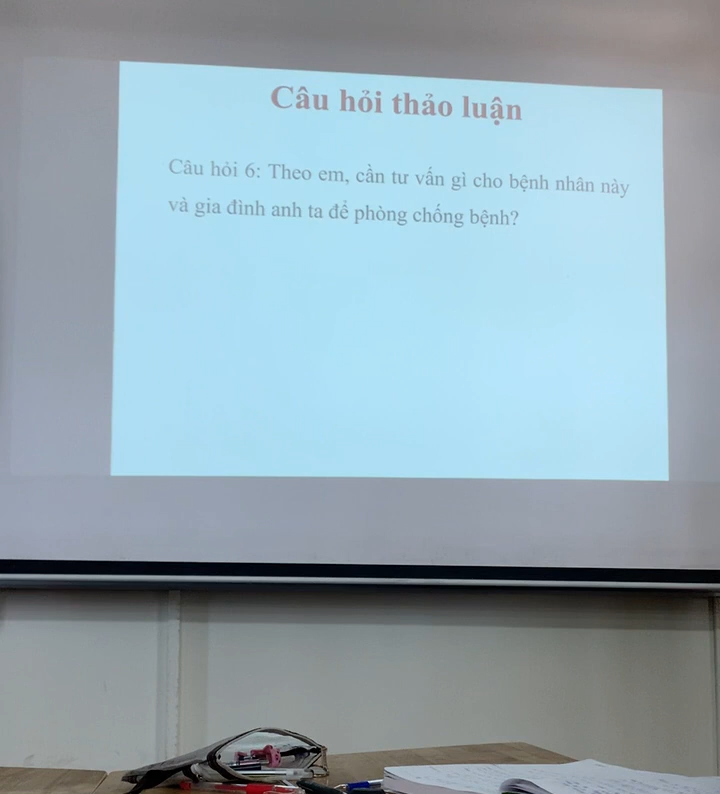 Câu hỏi thảo luận
Câu hỏi 6: Theo em, cần tư vấn gì cho bệnh nhân này
và gia đình anh ta để phòng chống bệnh?